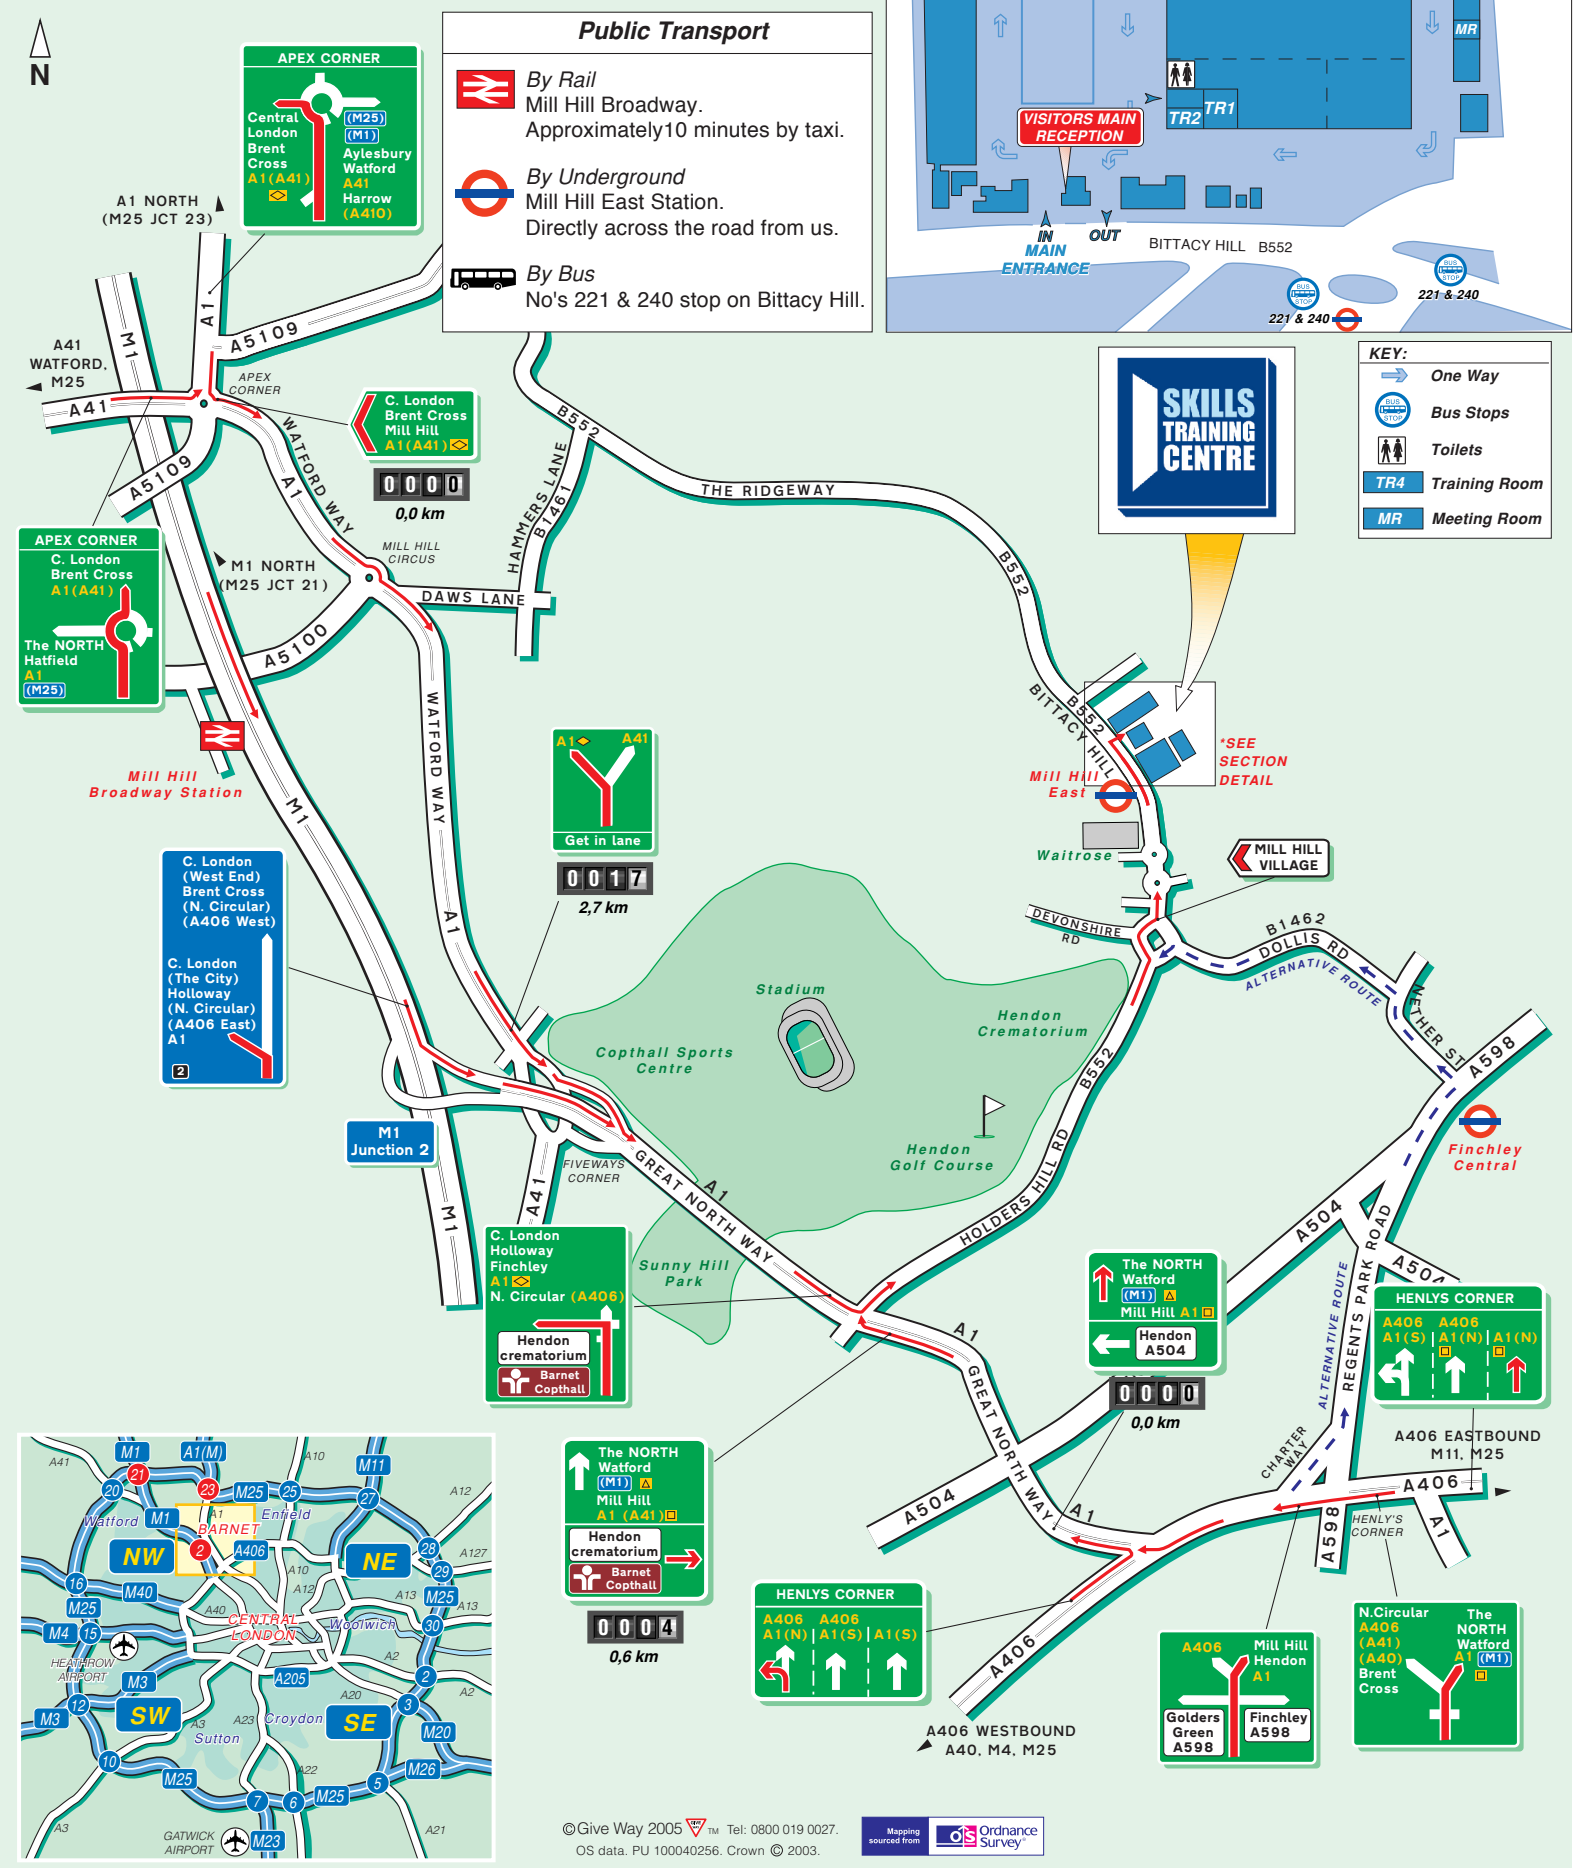 N
APEX CORNER
Central
London
Brent
Cross
A1(A41)
(M25)
(M1)
Aylesbury
Watford
A41
Harrow
(A410)
A1 NORTH
(M25 JCT 23)
Public Transport
By Rail
Mill Hill Broadway.
Approximately10 minutes by taxi.
By Underground
Mill Hill East Station.
Directly across the road from us.
By Bus
No's 221 & 240 stop on Bittacy Hill.
MR
TR1
TR2
VISITORS MAIN
RECEPTION
IN
OUT
MAIN
ENTRANCE
BITTACY HILL B552
BUS
STOP
221 & 240
BUS
STOP
221 & 240
KEY:
One Way
BUS
STOP
Bus Stops
Toilets
TR4
Training Room
MR
Meeting Room
SKILLS
TRAINING
CENTRE
A1
A5109
M1
A41
WATFORD,
M25
APEX
CORNER
A41
A5109
C. London
Brent Cross
Mill Hill
A1(A41)
0000
0,0 km
WATFORD WAY
A1
B552
HAMMERS LANE
B1461
THE RIDGEWAY
B552
MILL HILL
CIRCUS
DAWS LANE
M1 NORTH
(M25 JCT 21)
A5100
APEX CORNER
C. London
Brent Cross
A1(A41)
The NORTH
Hatfield
A1
(M25)
Mill Hill
Broadway Station
M1
WATFORD WAY
A1
A1
A41
Get in lane
0017
2,7 km
B552
BITTACY HILL
*SEE
SECTION
DETAIL
Mill Hill
East
Waitrose
MILL HILL
VILLAGE
DEVONSHIRE
RD
B1462
DOLLIS RD
ALTERNATIVE ROUTE
NETHER ST
A598
Finchley
Central
C. London
(West End)
Brent Cross
(N. Circular)
(A406 West)
C. London
(The City)
Holloway
(N. Circular)
(A406 East)
A1
2
M1
Junction 2
M1
A41
FIVEWAYS
CORNER
Stadium
Copthall Sports
Centre
Hendon
Crematorium
Hendon
Golf Course
B552
HOLDERS HILL RD
GREAT NORTH WAY
A1
Sunny Hill
Park
C. London
Holloway
Finchley
A1
N. Circular (A406)
Hendon
crematorium
Barnet
Copthall
A504
A504
REGENTS PARK ROAD
ALTERNATIVE ROUTE
The NORTH
Watford
(M1)
Mill Hill A1
Hendon
A504
0000
0,0 km
HENLYS CORNER
A406
A1(S)
A406
A1(N)
A1(N)
A1
GREAT NORTH WAY
A1
A504
CHARTER
WAY
A406 EASTBOUND
M11, M25
A406
A598
HENLY'S
CORNER
A1
The NORTH
Watford
(M1)
Mill Hill
A1 (A41)
Hendon
crematorium
Barnet
Copthall
0004
0,6 km
HENLYS CORNER
A406
A1(N)
A406
A1(S)
A1(S)
A406
A406 WESTBOUND
A40, M4, M25
A406
Mill Hill
Hendon
A1
Golders
Green
A598
Finchley
A598
N.Circular
A406
(A41)
(A40)
Brent
Cross
The
NORTH
Watford
A1 (M1)
A41
M1
A1(M)
A10
M11
21
20
23
M25
25
27
A12
Watford
M1
A1
BARNET
Enfield
NW
2
A406
NE
28
A127
29
A10
A12
16
M40
M25
A40
A13
M25
A13
CENTRAL
LONDON
Woolwich
30
M4
15
HEATHROW
AIRPORT
A2
A205
2
M3
A20
A2
12
3
M3
SW
A3
A23
Croydon
SE
Sutton
M20
10
M25
A22
M26
5
7
6
M25
A3
GATWICK
AIRPORT
M23
A21
©Give Way 2005 TM Tel: 0800 019 0027.
OS data. PU 100040256. Crown © 2003.
Mapping
sourced from
OS
Ordnance
Survey®